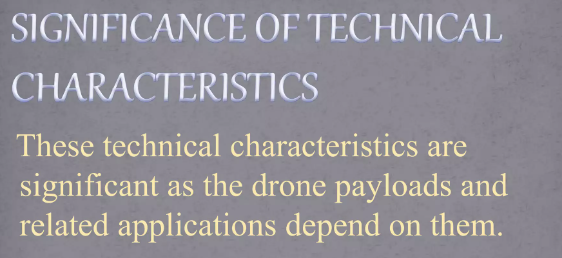 SIGNIFICANCE OF TECHNICAL
CHARACTERISTICS
These technical characteristics are
significant as the drone payloads and
related applications depend on them.